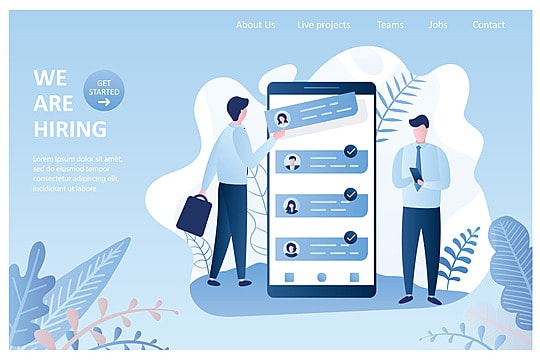 About Us Live projects Teams Jobs Contact
WE
ARE
HIRING
GET
STARTED
Lorem ipsum dolor sit amet,
sed do eiusmod tempor
consectetur adipiscing elit,
incididunt ut labore